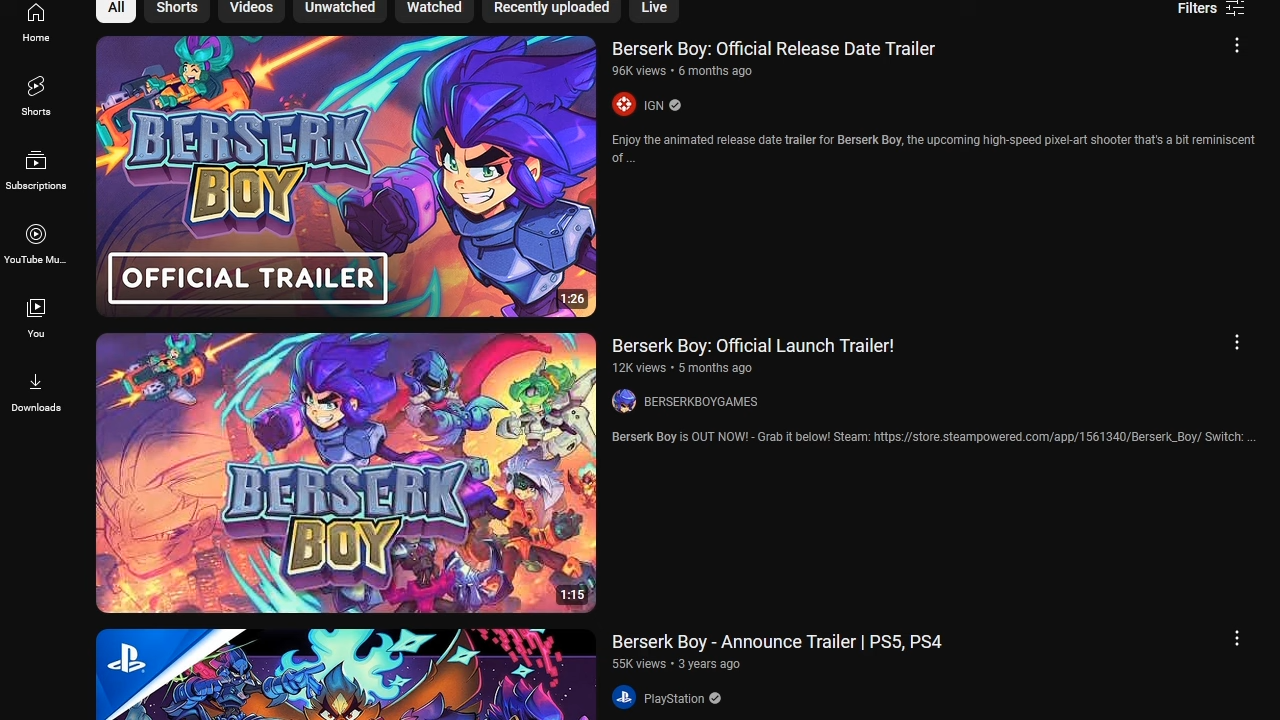 All
Shorts
Videos
Unwatched
Watched
Recently uploaded
Live
Filters
Home
Shorts
Subscriptions
YouTube Mu...
You
Downloads
BERSERK
BOY
OFFICIAL TRAILER
1:26
Berserk Boy: Official Release Date Trailer
96K views • 6 months ago
IGN
Enjoy the animated release date trailer for Berserk Boy, the upcoming high-speed pixel-art shooter that's a bit reminiscent
of ...
BERSERK
BOY
1:15
Berserk Boy: Official Launch Trailer!
12K views • 5 months ago
BERSERKBOYGAMES
Berserk Boy is OUT NOW! - Grab it below! Steam: https://store.steampowered.com/app/1561340/Berserk_Boy/ Switch: ...
Berserk Boy - Announce Trailer | PS5, PS4
55K views • 3 years ago
PlayStation